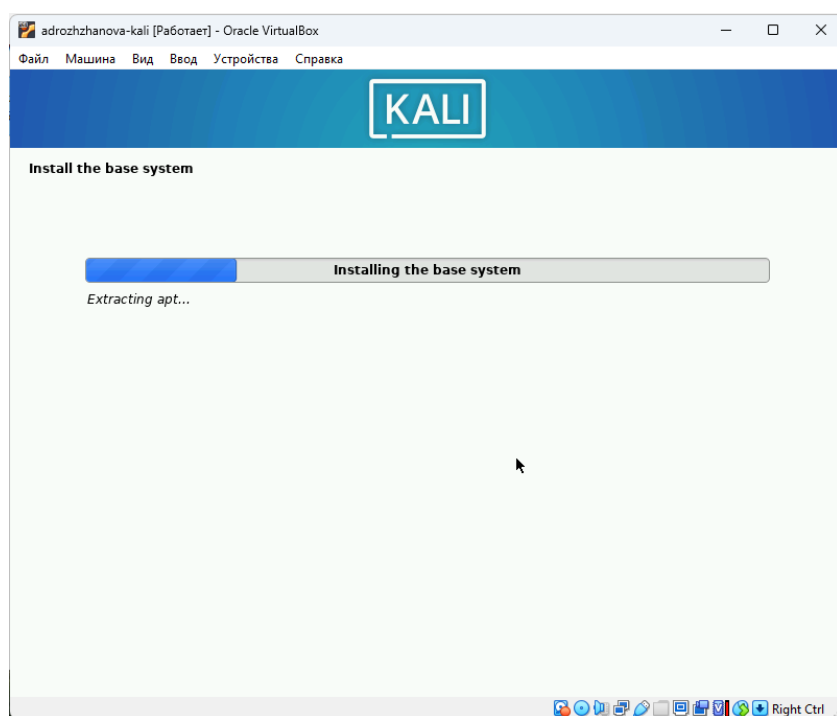 adrozhzhanova-kali [Работает] - Oracle VirtualBox
Файл Машина Вид Ввод Устройства Справка
KALI
Install the base system
Installing the base system
Extracting apt...
Right Ctrl